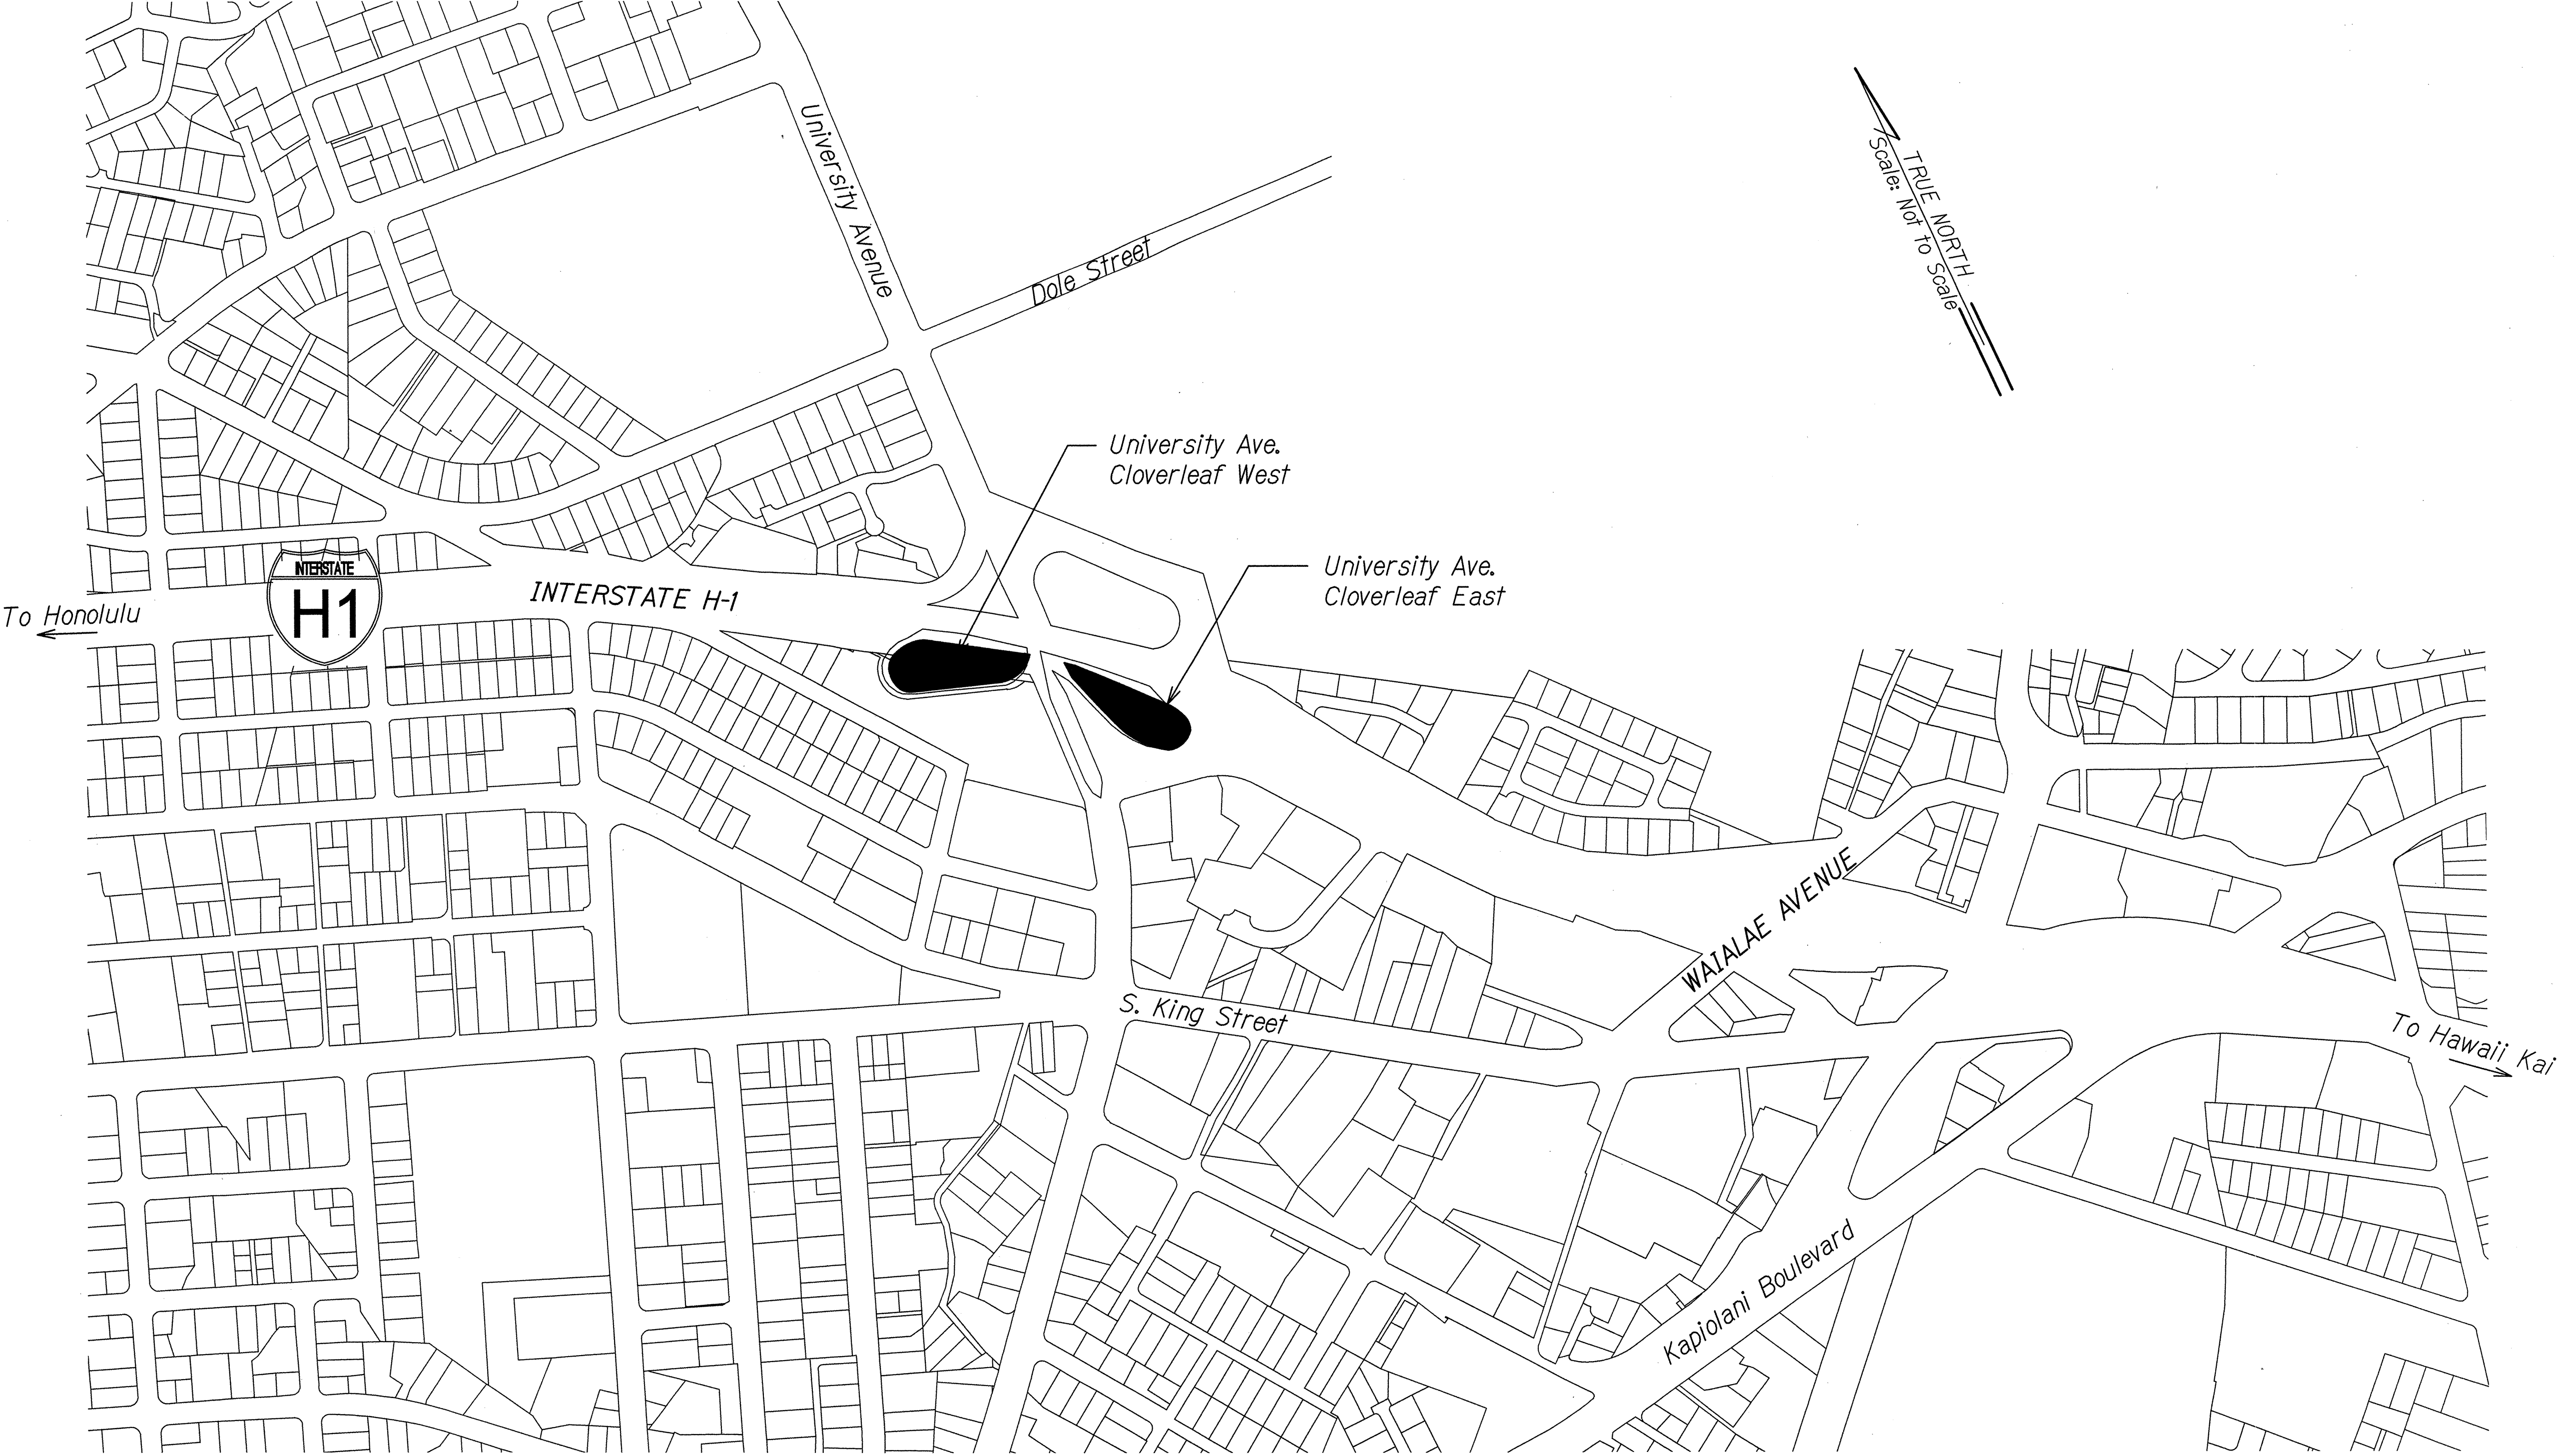 University Avenue
Dole Street
TRUE NORTH
Scale: Not to Scale
University Ave.
Cloverleaf West
University Ave.
Cloverleaf East
INTERSTATE
H1
INTERSTATE H-1
To Honolulu
WAIALAE AVENUE
S. King Street
To Hawaii Kai
Kapiolani Boulevard